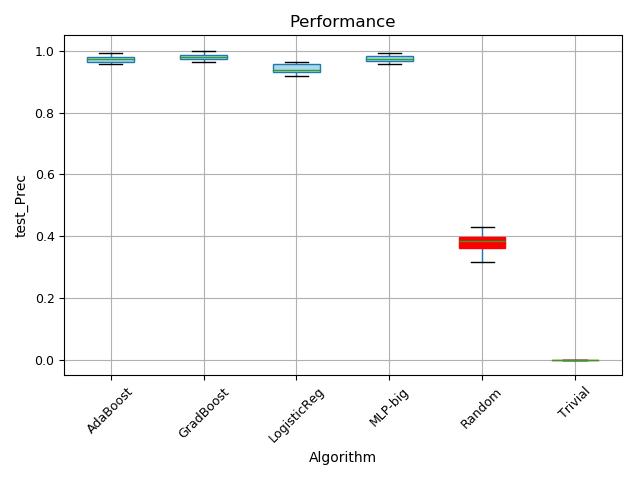 Performance
1.0
0.8
0.6
0.4
0.2
0.0
test_Prec
AdaBoost
GradBoost
LogisticReg
MLP-big
Random
Trivial
Algorithm